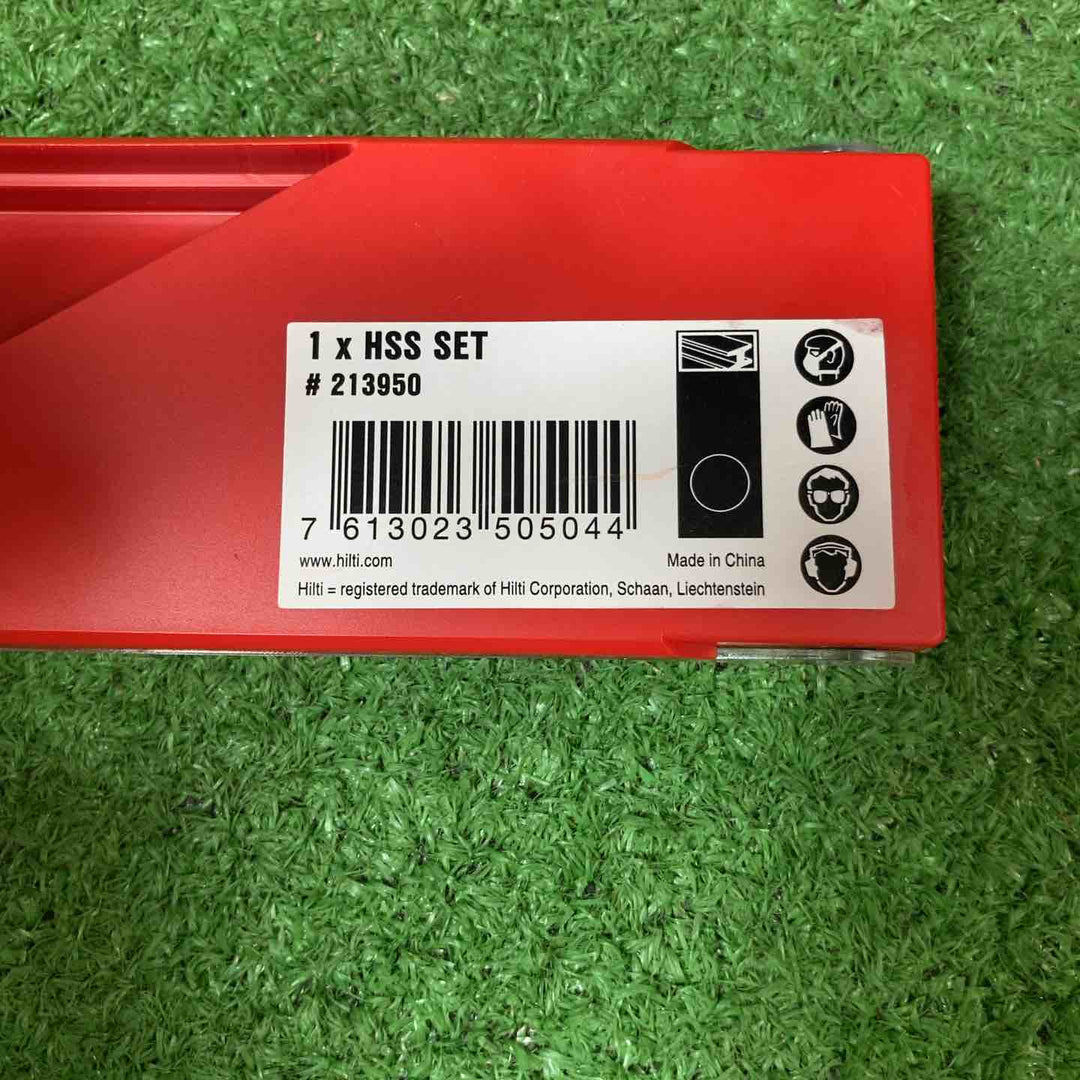 1 x HSS SET
# 213950
7 613023 505044
www.hilti.com
Made in China
Hilti = registered trademark of Hilti Corporation, Schaan, Liechtenstein